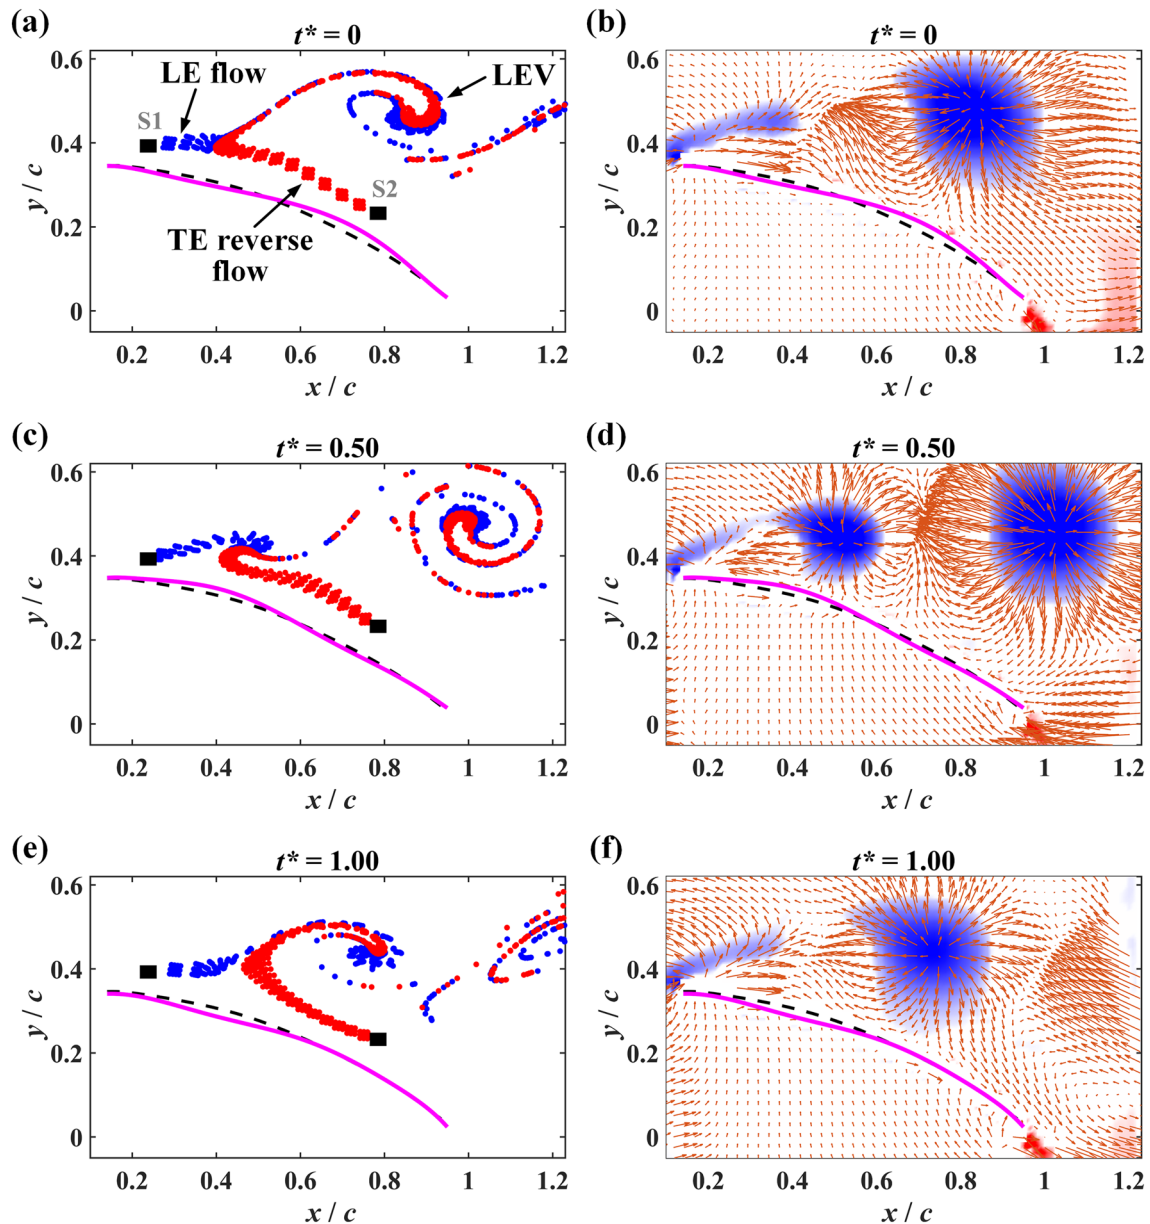 (a)
t* = 0
LE flow
LEV
S1
S2
TE reverse
flow
0.6
0.4
0.2
0
y / c
0.2 0.4 0.6 0.8 1 1.2
x / c
(b)
t* = 0
0.6
0.4
0.2
0
y / c
0.2 0.4 0.6 0.8 1 1.2
x / c
(c)
t* = 0.50
0.6
0.4
0.2
0
y / c
0.2 0.4 0.6 0.8 1 1.2
x / c
(d)
t* = 0.50
0.6
0.4
0.2
0
y / c
0.2 0.4 0.6 0.8 1 1.2
x / c
(e)
t* = 1.00
0.6
0.4
0.2
0
y / c
0.2 0.4 0.6 0.8 1 1.2
x / c
(f)
t* = 1.00
0.6
0.4
0.2
0
y / c
0.2 0.4 0.6 0.8 1 1.2
x / c